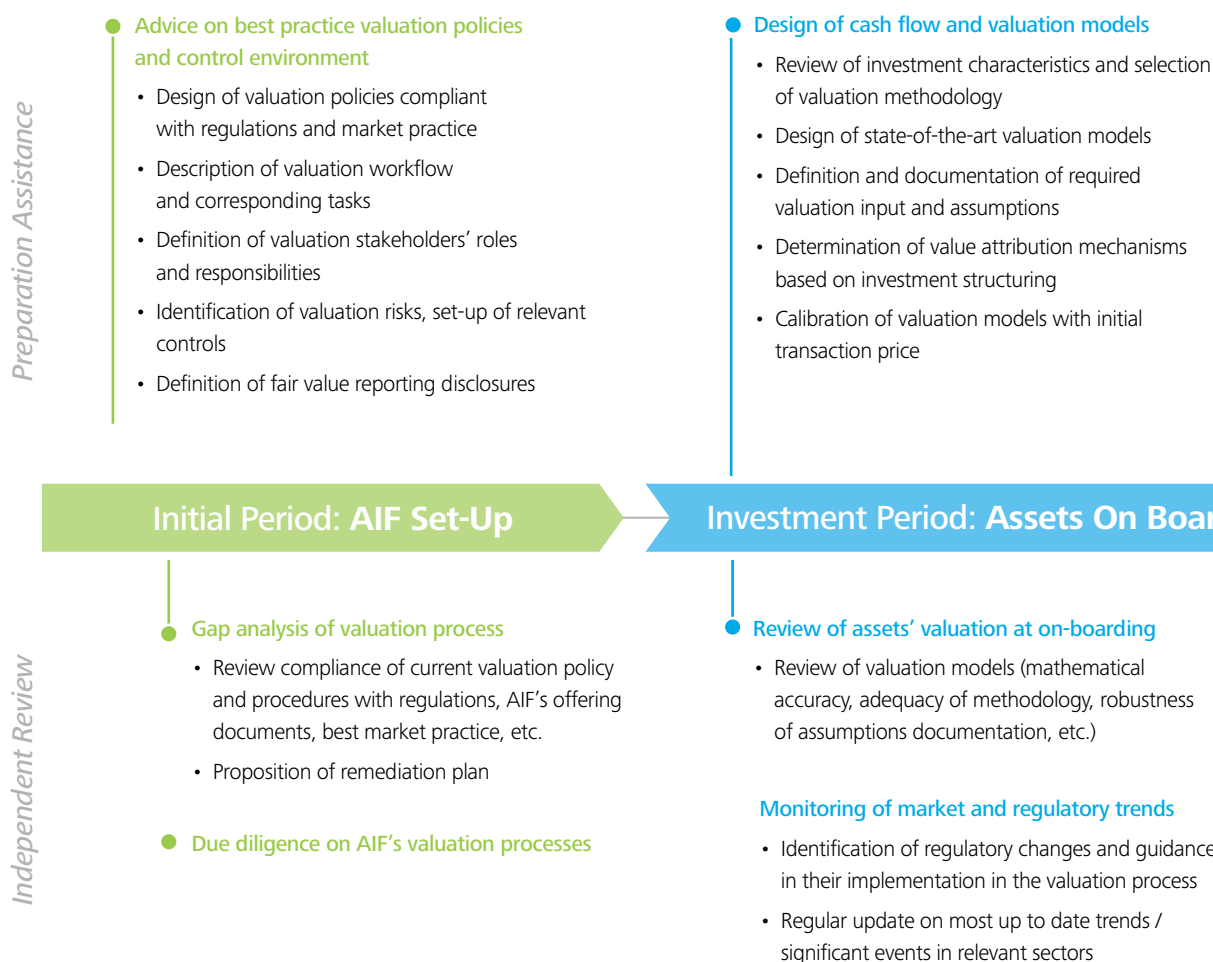 Preparation Assistance
Advice on best practice valuation policies
and control environment
• Design of valuation policies compliant
with regulations and market practice
• Description of valuation workflow
and corresponding tasks
• Definition of valuation stakeholders’ roles
and responsibilities
• Identification of valuation risks, set-up of relevant
controls
• Definition of fair value reporting disclosures
Design of cash flow and valuation models
• Review of investment characteristics and selection
of valuation methodology
• Design of state-of-the-art valuation models
• Definition and documentation of required
valuation input and assumptions
• Determination of value attribution mechanisms
based on investment structuring
• Calibration of valuation models with initial
transaction price
Initial Period: AIF Set-Up
Investment Period: Assets On Boar
Independent Review
Gap analysis of valuation process
• Review compliance of current valuation policy
and procedures with regulations, AIF’s offering
documents, best market practice, etc.
• Proposition of remediation plan
Due diligence on AIF’s valuation processes
Review of assets’ valuation at on-boarding
• Review of valuation models (mathematical
accuracy, adequacy of methodology, robustness
of assumptions documentation, etc.)
Monitoring of market and regulatory trends
• Identification of regulatory changes and guidance
in their implementation in the valuation process
• Regular update on most up to date trends /
significant events in relevant sectors